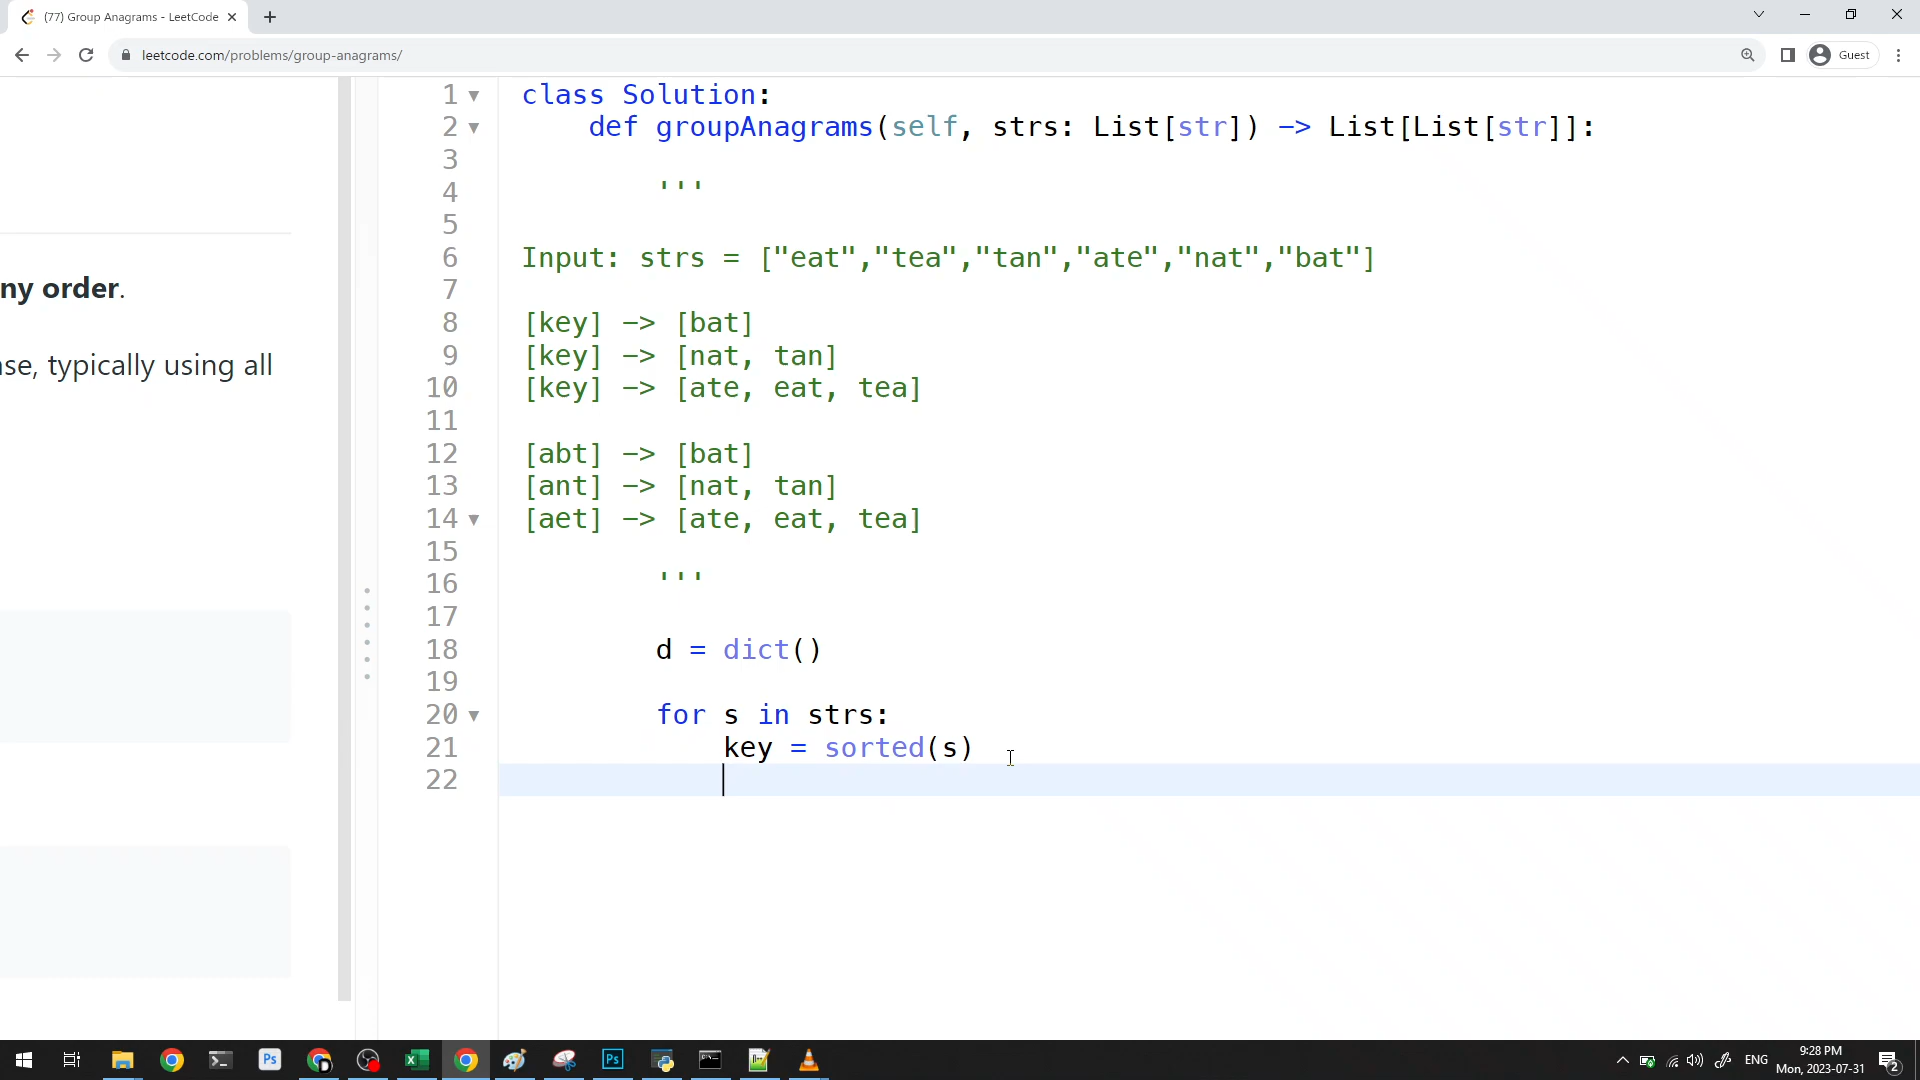 (77) Group Anagrams - LeetCode
leetcode.com/problems/group-anagrams/
Guest
ny order.
se, typically using all
1 class Solution:
2 def groupAnagrams(self, strs: List[str]) -> List[List[str]]:
3
4 '''
5
6 Input: strs = ["eat","tea","tan","ate","nat","bat"]
7
8 [key] -> [bat]
9 [key] -> [nat, tan]
10 [key] -> [ate, eat, tea]
11
12 [abt] -> [bat]
13 [ant] -> [nat, tan]
14 [aet] -> [ate, eat, tea]
15
16 '''
17
18 d = dict()
19
20 for s in strs:
21 key = sorted(s)
22
Ps
D
Ps
ENG
9:28 PM
Mon, 2023-07-31
2